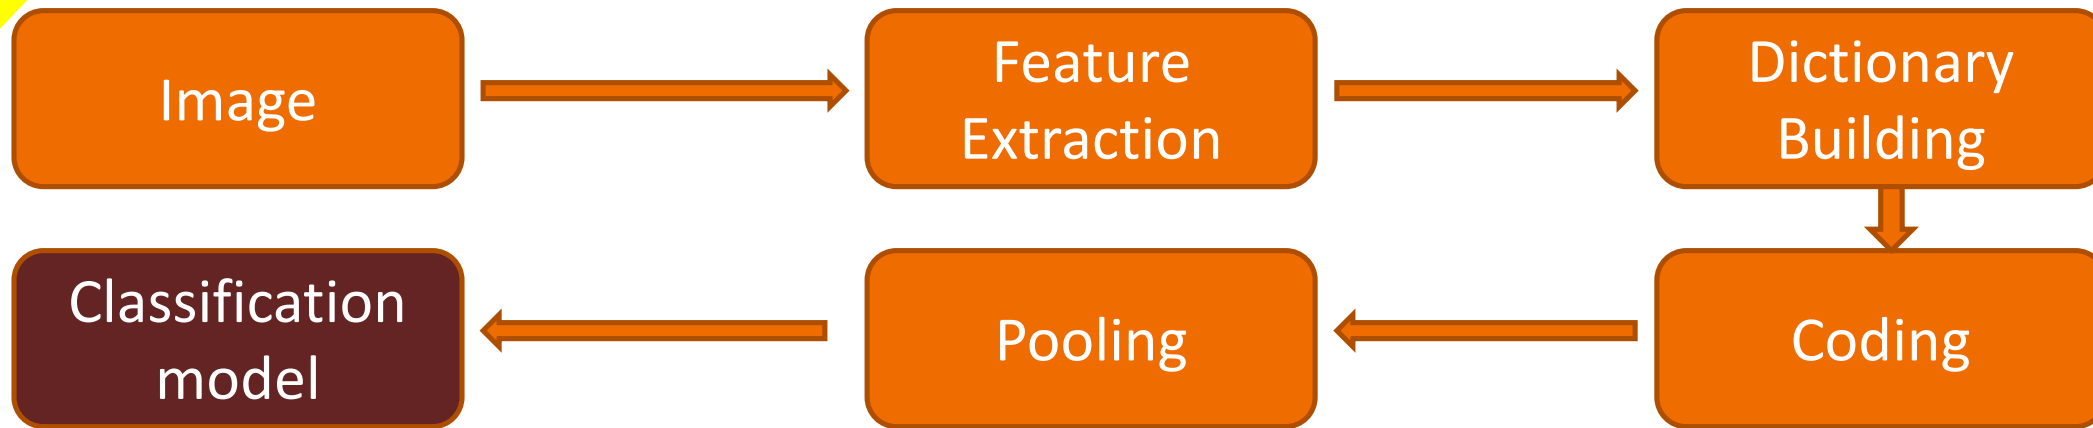 Image
Feature
Extraction
Dictionary
Building
Coding
Pooling
Classification
model